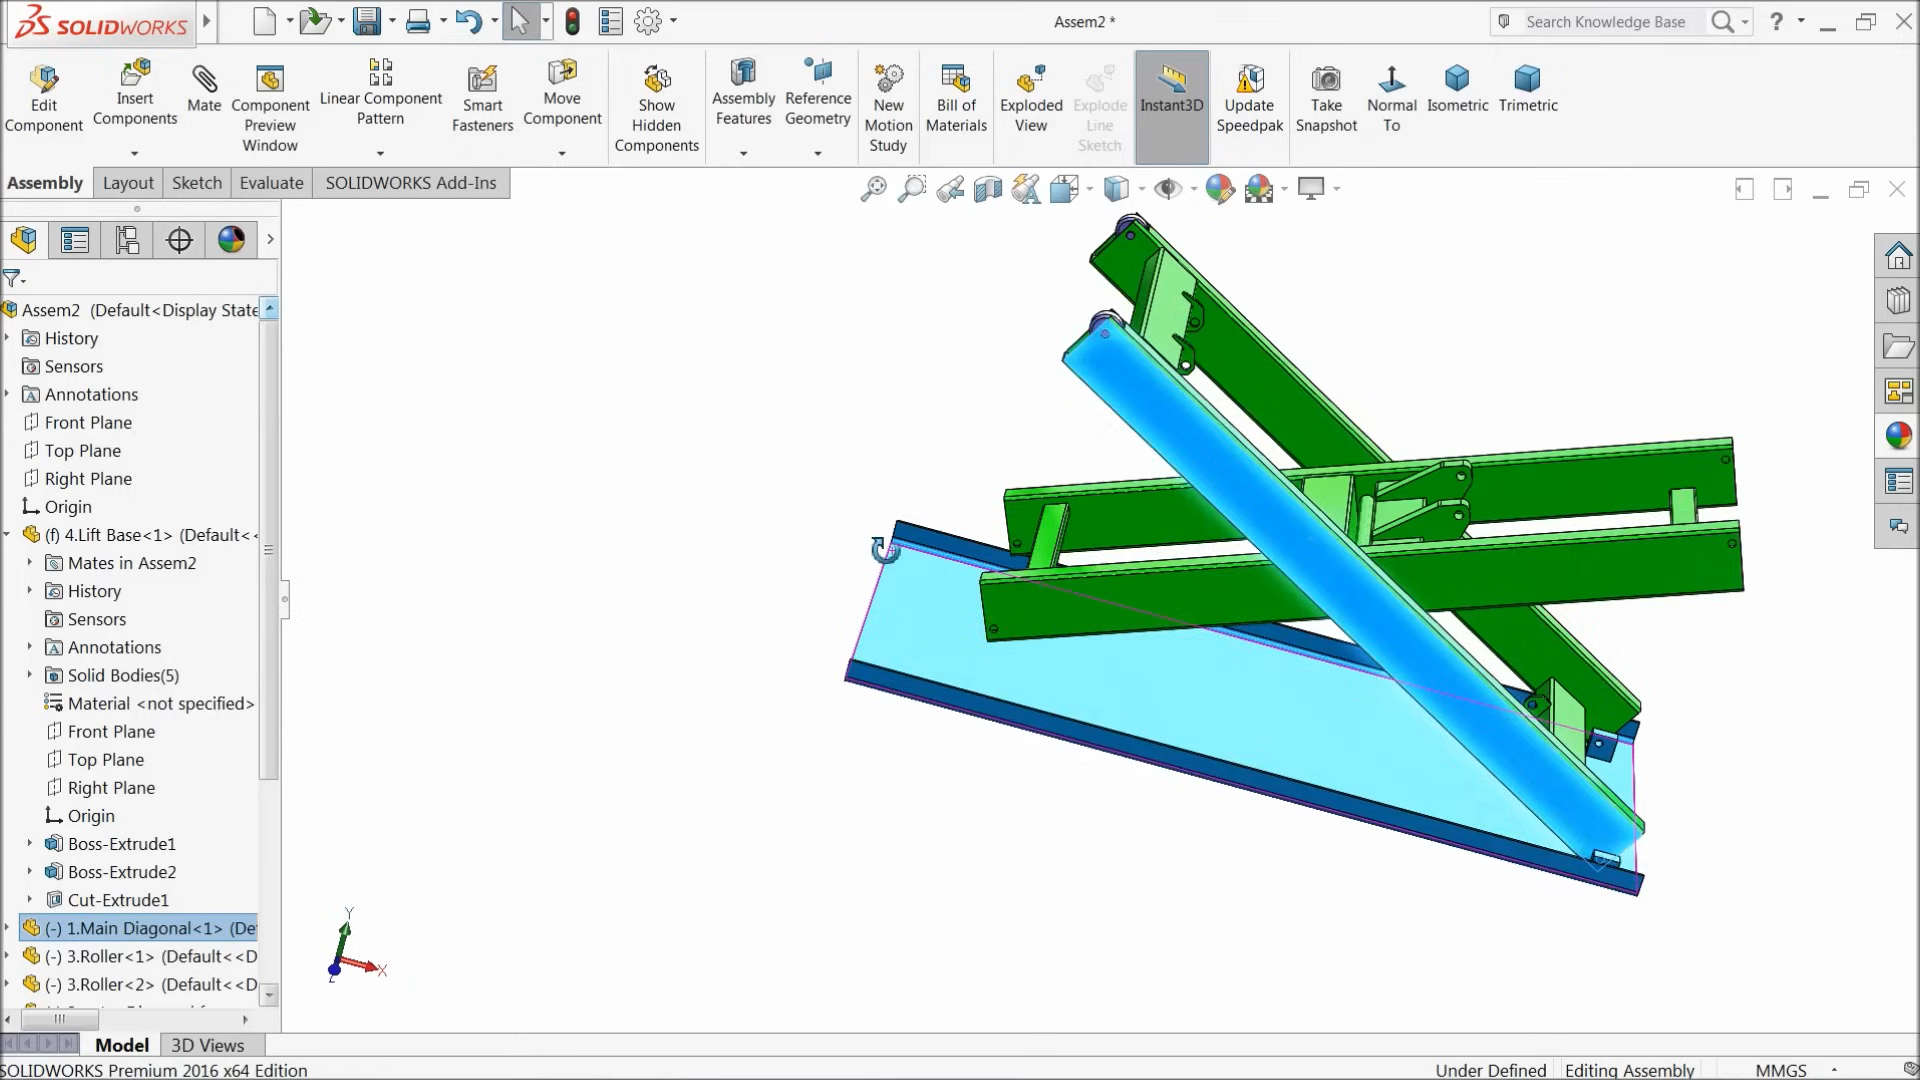 SOLIDWORKS
Assem2 *
Search Knowledge Base
?
Edit
Component
Insert
Components
Mate
Component
Preview
Window
Linear Component
Pattern
Smart
Fasteners
Move
Component
Show
Hidden
Components
Assembly
Features
Reference
Geometry
New
Motion
Study
Bill of
Materials
Exploded
View
Explode
Line
Sketch
Instant3D
Update
Speedpak
Take
Snapshot
Normal
To
Isometric
Trimetric
Assembly
Layout
Sketch
Evaluate
SOLIDWORKS Add-Ins
Assem2 (Default<Display State
History
Sensors
Annotations
Front Plane
Top Plane
Right Plane
Origin
(f) 4.Lift Base<1> (Default<<
Mates in Assem2
History
Sensors
Annotations
Solid Bodies(5)
Material <not specified>
Front Plane
Top Plane
Right Plane
Origin
Boss-Extrude1
Boss-Extrude2
Cut-Extrude1
(-) 1.Main Diagonal<1> (De
(-) 3.Roller<1> (Default<<D
(-) 3.Roller<2> (Default<<D
Y
X
Z
Model
3D Views
SOLIDWORKS Premium 2016 x64 Edition
Under Defined
Editing Assembly
MMGS